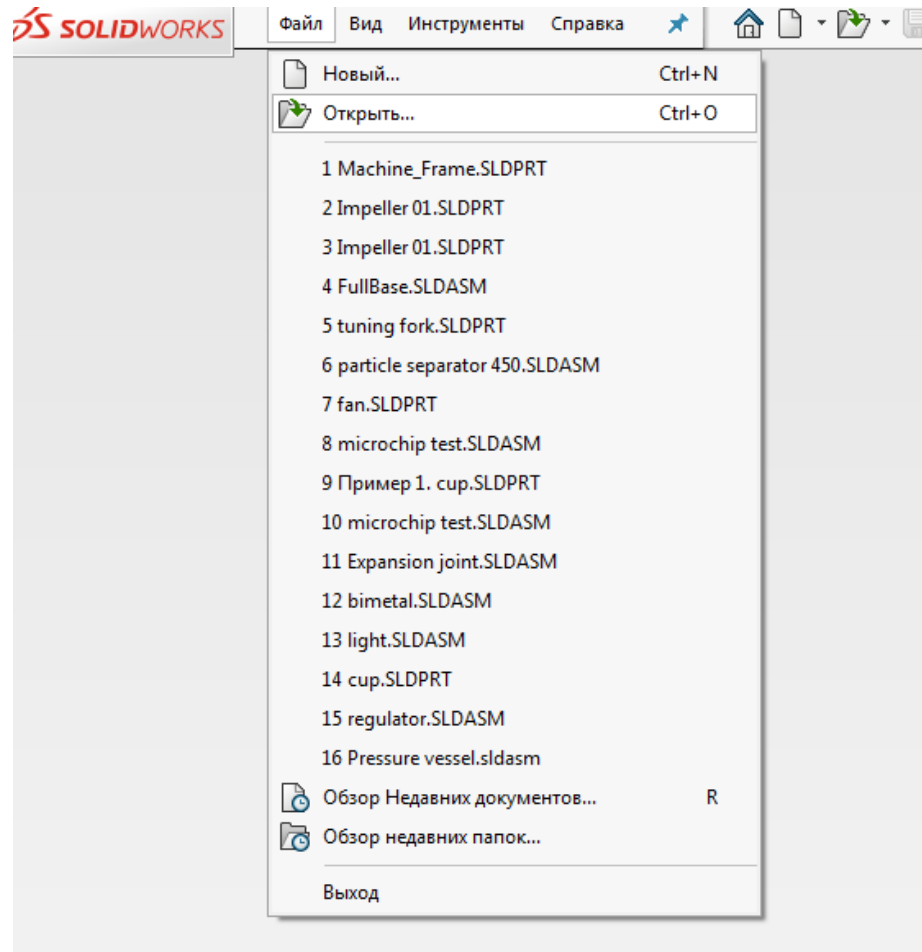 SOLIDWORKS Файл Вид Инструменты Справка
Новый... Ctrl+N
Открыть... Ctrl+O
1 Machine_Frame.SLDPRT
2 Impeller 01.SLDPRT
3 Impeller 01.SLDPRT
4 FullBase.SLDASM
5 tuning fork.SLDPRT
6 particle separator 450.SLDASM
7 fan.SLDPRT
8 microchip test.SLDASM
9 Пример 1. cup.SLDPRT
10 microchip test.SLDASM
11 Expansion joint.SLDASM
12 bimetal.SLDASM
13 light.SLDASM
14 cup.SLDPRT
15 regulator.SLDASM
16 Pressure vessel.sldasm
Обзор Недавних документов... R
Обзор недавних папок...
Выход